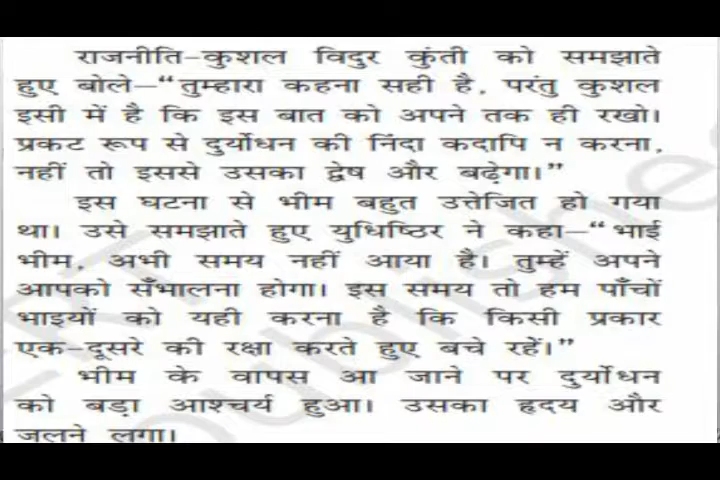 राजनीति-कुशल विदुर कुंती को समझाते
हुए बोले–“तुम्हारा कहना सही है, परंतु कुशल
इसी में है कि इस बात को अपने तक ही रखो।
प्रकट रूप से दुर्योधन की निंदा कदापि न करना,
नहीं तो इससे उसका द्वेष और बढ़ेगा।”
इस घटना से भीम बहुत उत्तेजित हो गया
था। उसे समझाते हुए युधिष्ठिर ने कहा–“भाई
भीम, अभी समय नहीं आया है। तुम्हें अपने
आपको सँभालना होगा। इस समय तो हम पाँचों
भाइयों को यही करना है कि किसी प्रकार
एक-दूसरे की रक्षा करते हुए बचे रहें।”
भीम के वापस आ जाने पर दुर्योधन
को बड़ा आश्चर्य हुआ। उसका हृदय और
जलने लगा।